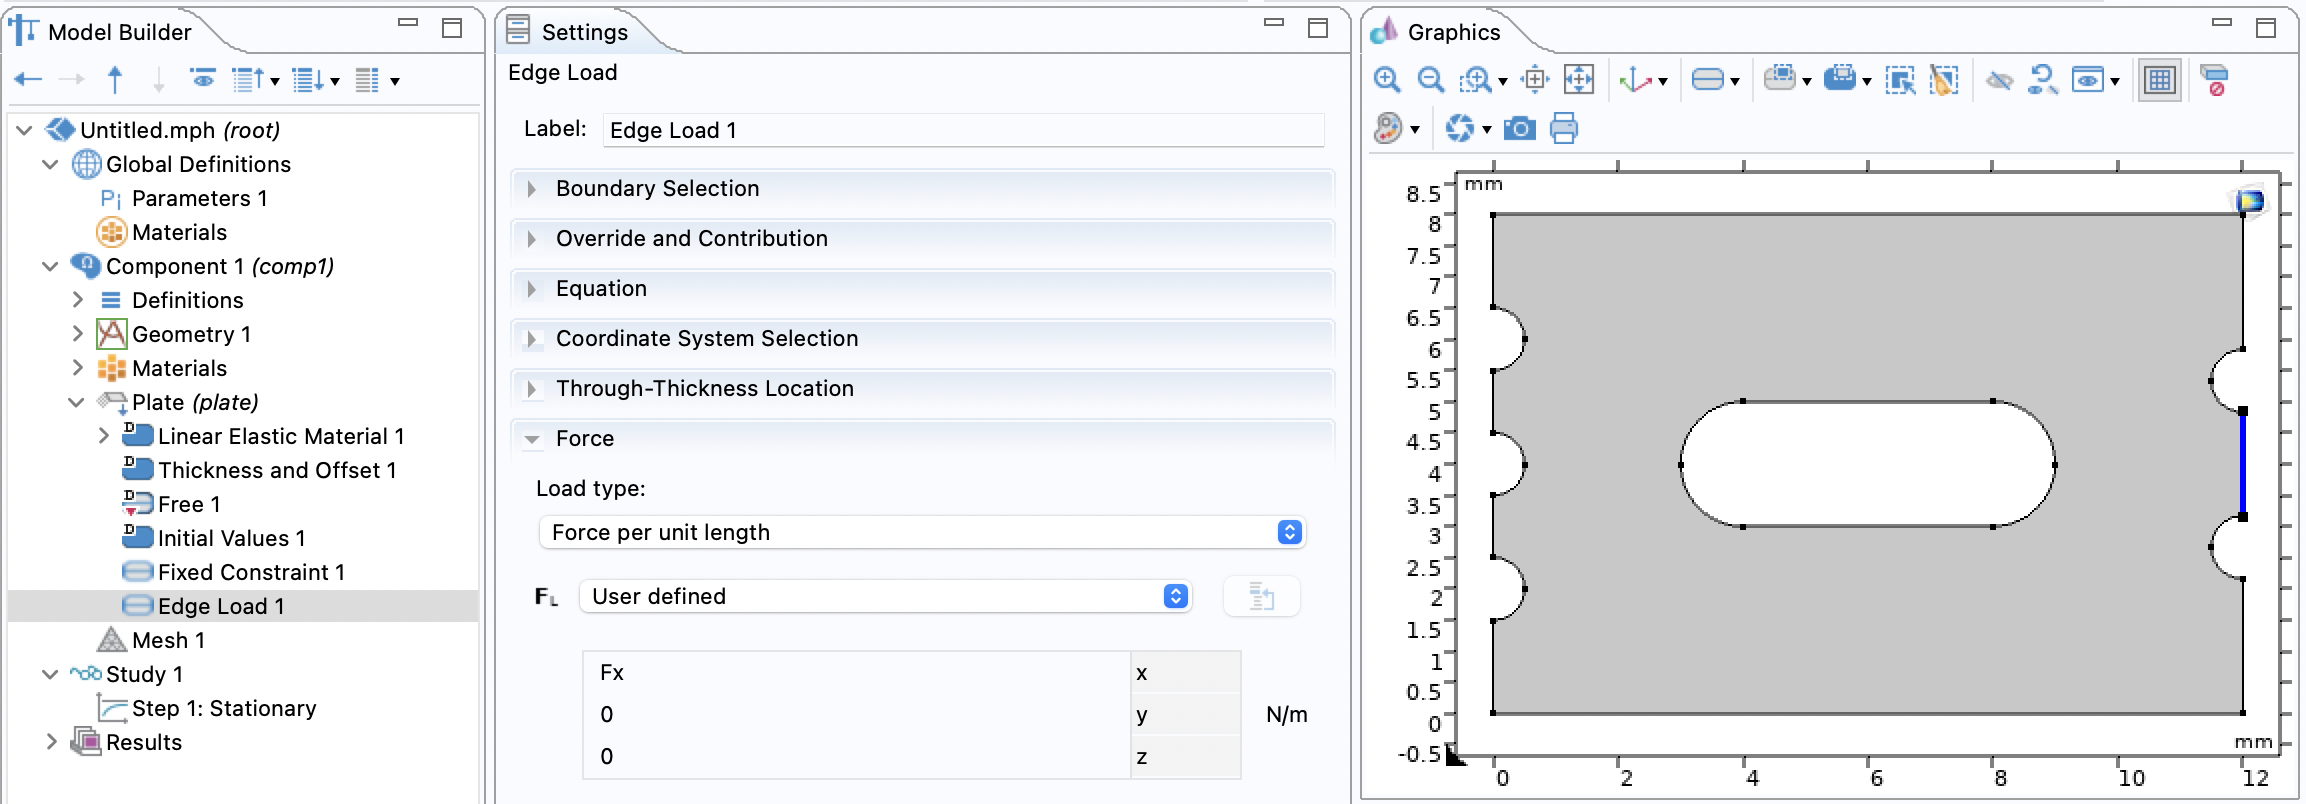 Model Builder
Untitled.mph (root)
Global Definitions
Pi Parameters 1
Materials
Component 1 (comp1)
Definitions
Geometry 1
Materials
Plate (plate)
D Linear Elastic Material 1
D Thickness and Offset 1
D Free 1
D Initial Values 1
Fixed Constraint 1
Edge Load 1
Mesh 1
Study 1
Step 1: Stationary
Results
Settings
Edge Load
Label: Edge Load 1
Boundary Selection
Override and Contribution
Equation
Coordinate System Selection
Through-Thickness Location
Force
Load type:
Force per unit length
FL User defined
Fx x
0 y N/m
0 z
Graphics
mm
8.5
8
7.5
7
6.5
6
5.5
5
4.5
4
3.5
3
2.5
2
1.5
1
0.5
0
-0.5
mm
0 2 4 6 8 10 12